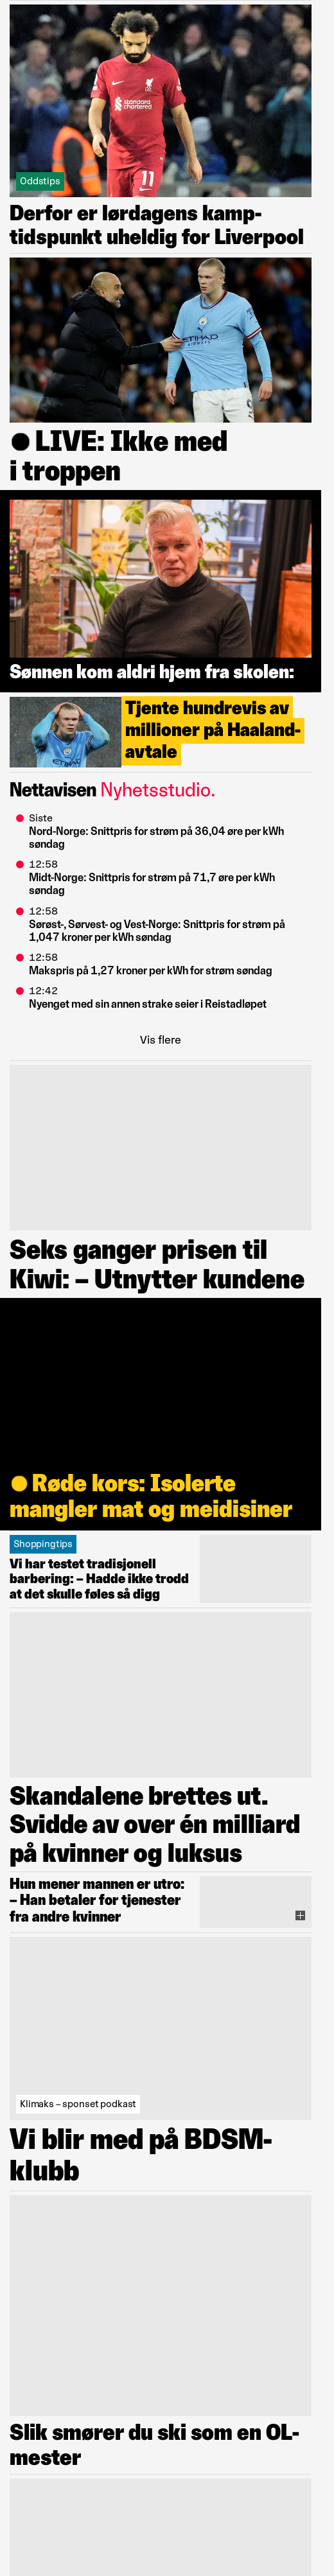 standard
chartered
11
Oddstips
Derfor er lørdagens kamp-
tidspunkt uheldig for Liverpool
ETIHAD
9
LIVE: Ikke med
i troppen
Sønnen kom aldri hjem fra skolen:
Tjente hundrevis av
millioner på Haaland-
avtale
Nettavisen Nyhetsstudio.
Siste
Nord-Norge: Snittpris for strøm på 36,04 øre per kWh
søndag
12:58
Midt-Norge: Snittpris for strøm på 71,7 øre per kWh
søndag
12:58
Sørøst-, Sørvest- og Vest-Norge: Snittpris for strøm på
1,047 kroner per kWh søndag
12:58
Makspris på 1,27 kroner per kWh for strøm søndag
12:42
Nyenget med sin annen strake seier i Reistadløpet
Vis flere
Seks ganger prisen til
Kiwi: – Utnytter kundene
Røde kors: Isolerte
mangler mat og meidisiner
Shoppingtips
Vi har testet tradisjonell
barbering: – Hadde ikke trodd
at det skulle føles så digg
Skandalene brettes ut.
Svidde av over én milliard
på kvinner og luksus
Hun mener mannen er utro:
– Han betaler for tjenester
fra andre kvinner
Klimaks – sponset podkast
Vi blir med på BDSM-
klubb
Slik smører du ski som en OL-
mester